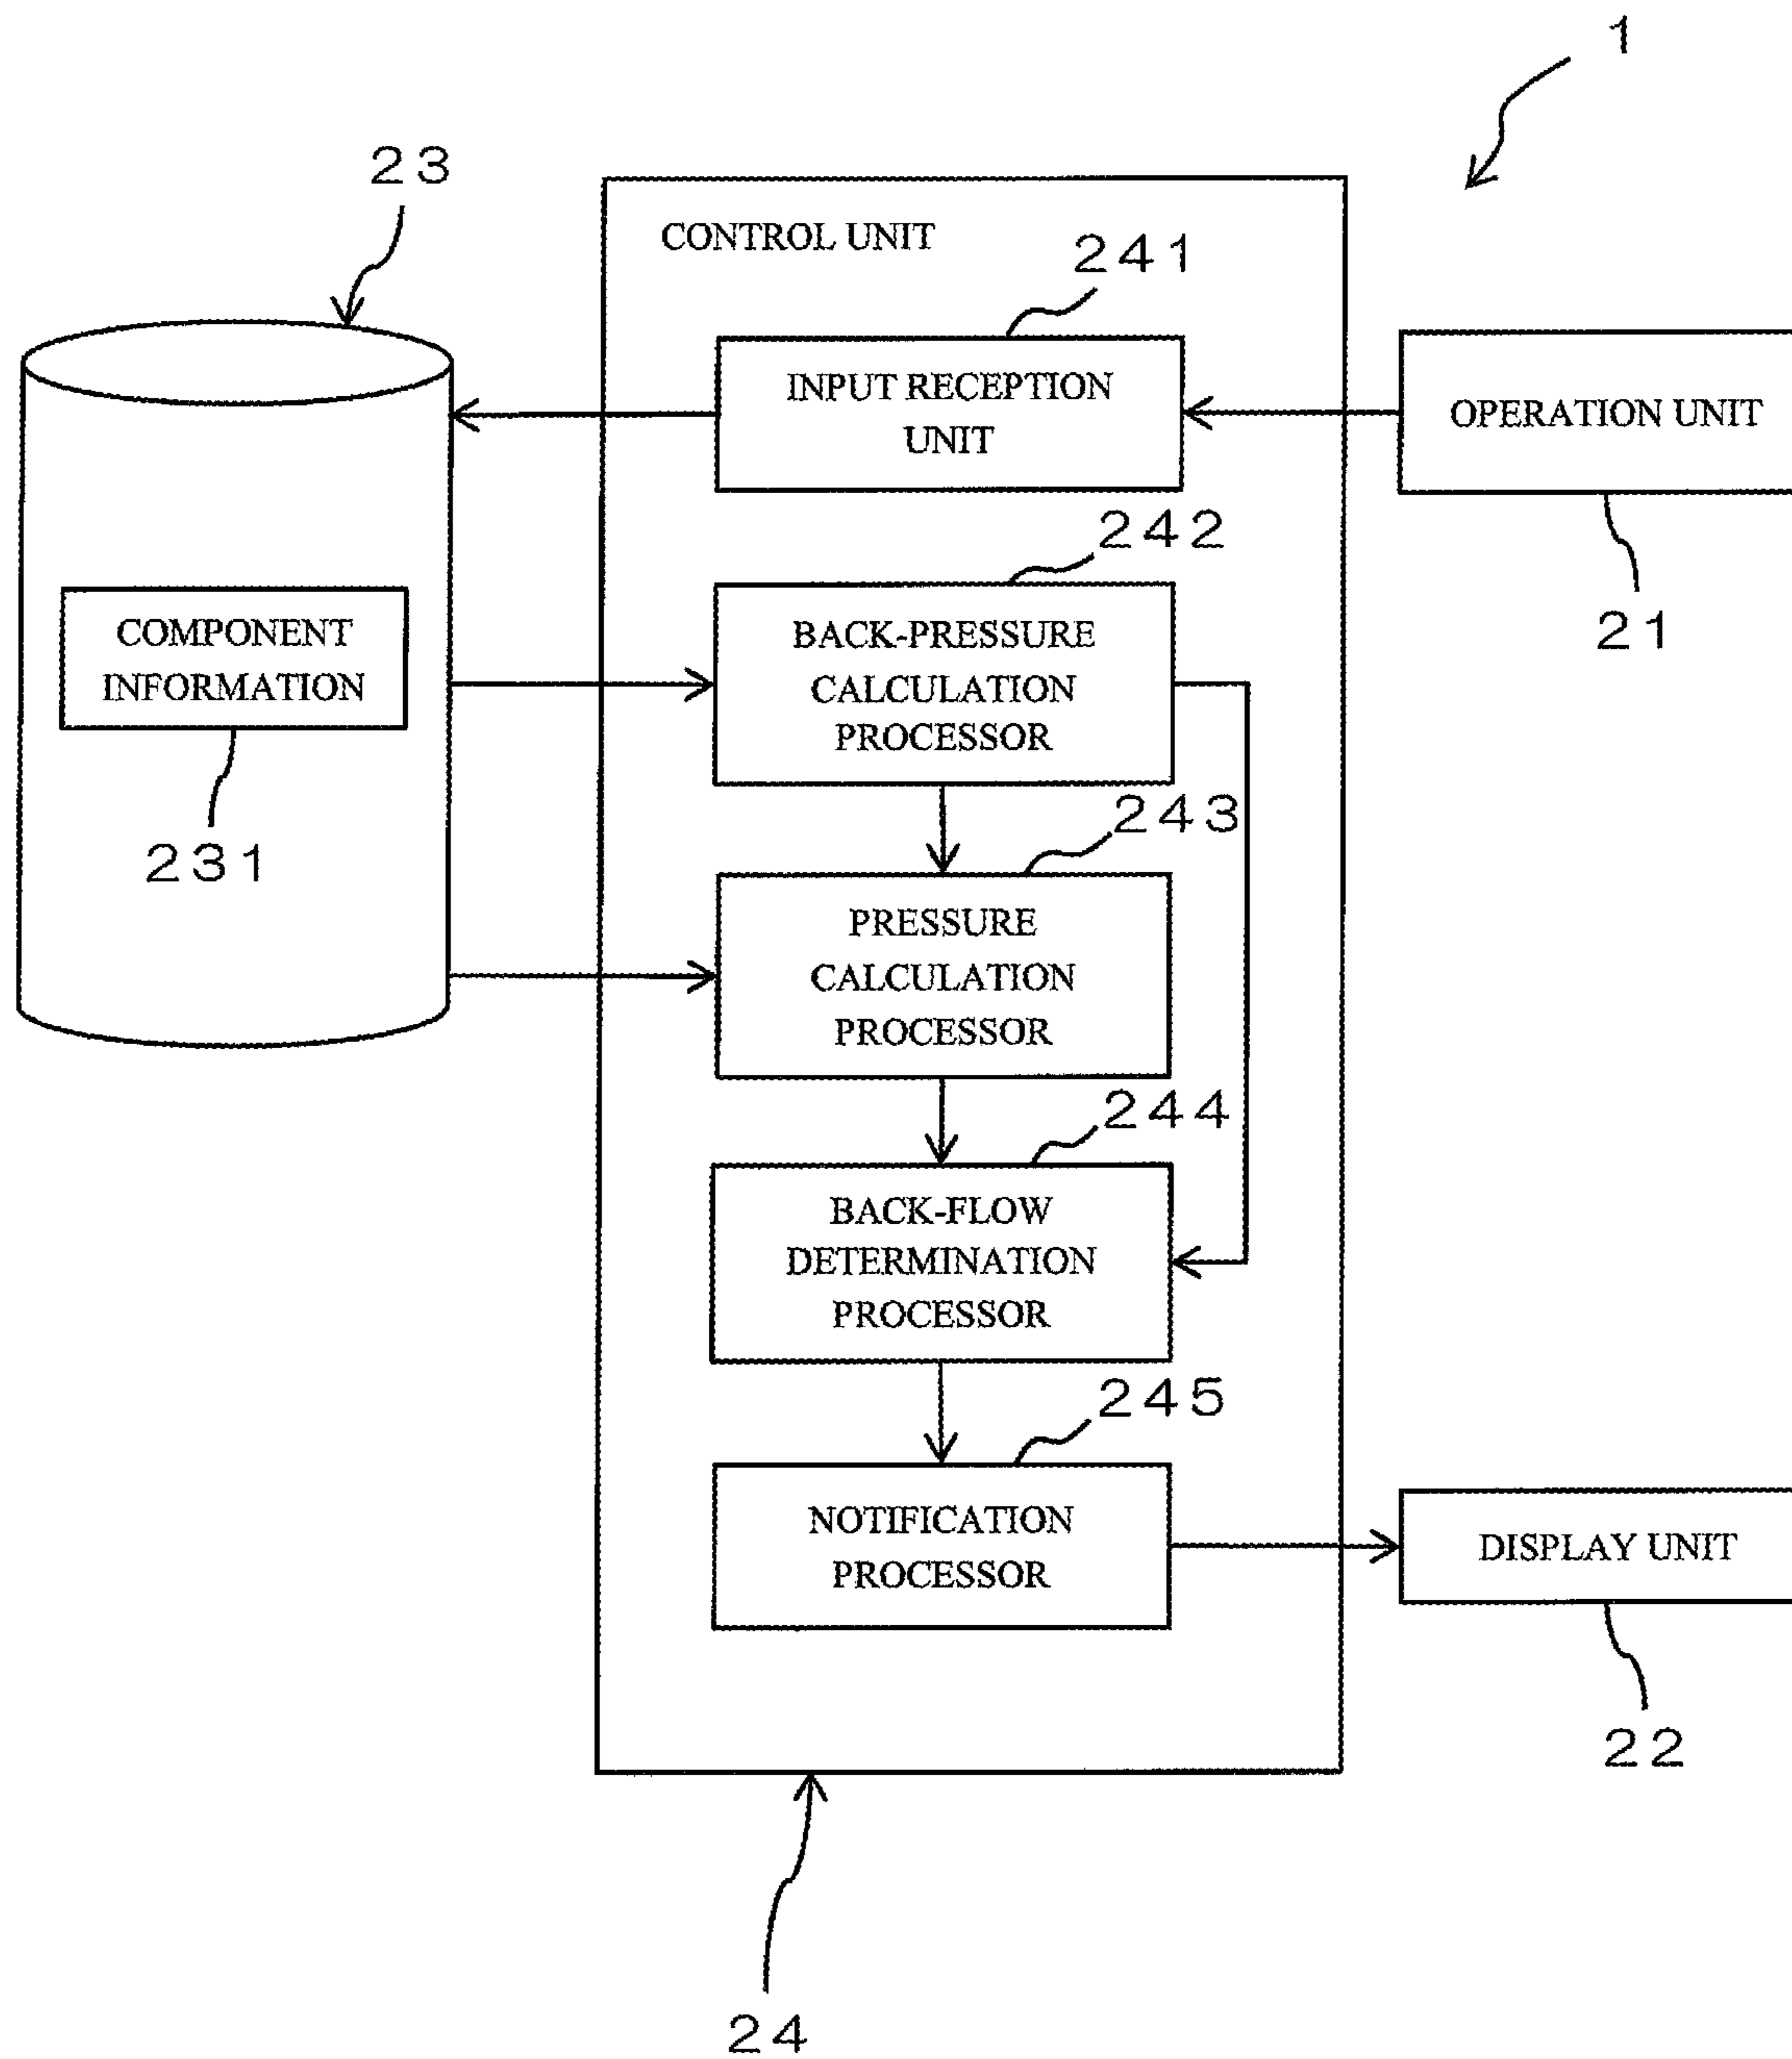 1
23
CONTROL UNIT
241
INPUT RECEPTION
UNIT
OPERATION UNIT
21
242
COMPONENT
INFORMATION
231
BACK-PRESSURE
CALCULATION
PROCESSOR
243
PRESSURE
CALCULATION
PROCESSOR
244
BACK-FLOW
DETERMINATION
PROCESSOR
245
NOTIFICATION
PROCESSOR
DISPLAY UNIT
22
24